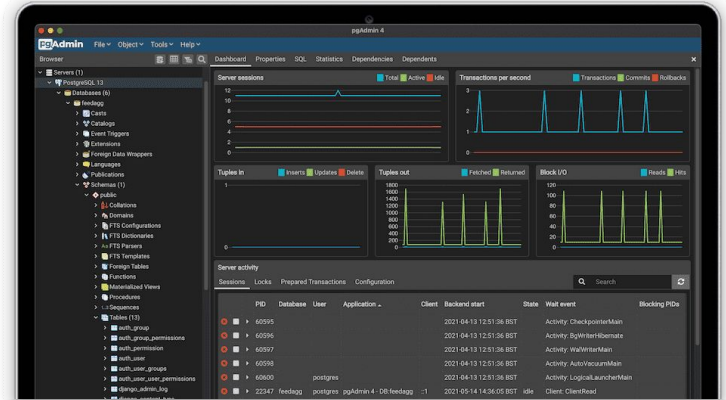 pgAdmin 4
pgAdmin File Object Tools Help
Browser
Dashboard Properties SQL Statistics Dependencies Dependents
Servers (1)
PostgreSQL 13
Databases (6)
feedagg
Casts
Catalogs
Event Triggers
Extensions
Foreign Data Wrappers
Languages
Publications
Schemas (1)
public
Collations
Domains
FTS Configurations
FTS Dictionaries
FTS Parsers
FTS Templates
Foreign Tables
Functions
Materialized Views
Procedures
Sequences
Tables (13)
auth_group
auth_group_permissions
auth_permission
auth_user
auth_user_groups
auth_user_user_permissions
django_admin_log
django_content_type
Server sessions
Total Active Idle
12
10
8
6
4
2
0
Transactions per second
Transactions Commits Rollbacks
3
2
1
0
Tuples in
Inserts Updates Delete
1
0
Tuples out
Fetched Returned
1800
1600
1400
1200
1000
800
600
400
200
0
Block I/O
Reads Hits
120
100
80
60
40
20
0
Server activity
Sessions Locks Prepared Transactions Configuration
Search
PID Database User Application Client Backend start State Wait event Blocking PIDs
60595 2021-04-13 12:51:36 BST Activity: CheckpointerMain
60596 2021-04-13 12:51:36 BST Activity: BgWriterHibernate
60597 2021-04-13 12:51:36 BST Activity: WalWriterMain
60598 2021-04-13 12:51:36 BST Activity: AutoVacuumMain
60600 postgres 2021-04-13 12:51:36 BST Activity: LogicalLauncherMain
22347 feedagg postgres pgAdmin 4 - DB:feedagg ::1 2021-05-14 14:36:05 BST idle Client: ClientRead